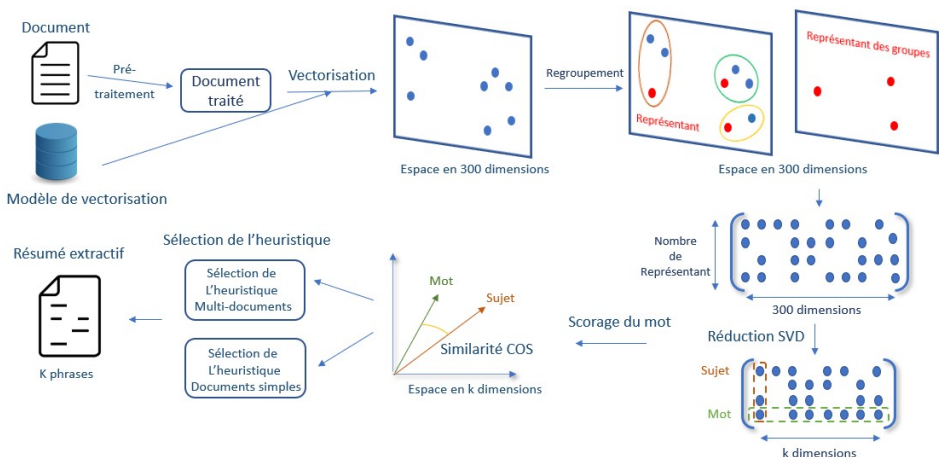 Document
Pré-
traitement
Document
traité
Vectorisation
Modèle de vectorisation
Espace en 300 dimensions
Regroupement
Représentant
Représentant des groupes
Espace en 300 dimensions
Nombre
de
Représentant
300 dimensions
Réduction SVD
Sujet
Mot
k dimensions
Scorage du mot
Mot
Sujet
Similarité COS
Espace en k dimensions
Sélection de l'heuristique
Sélection de
L'heuristique
Multi-documents
Sélection de
L'heuristique
Documents simples
Résumé extractif
K phrases